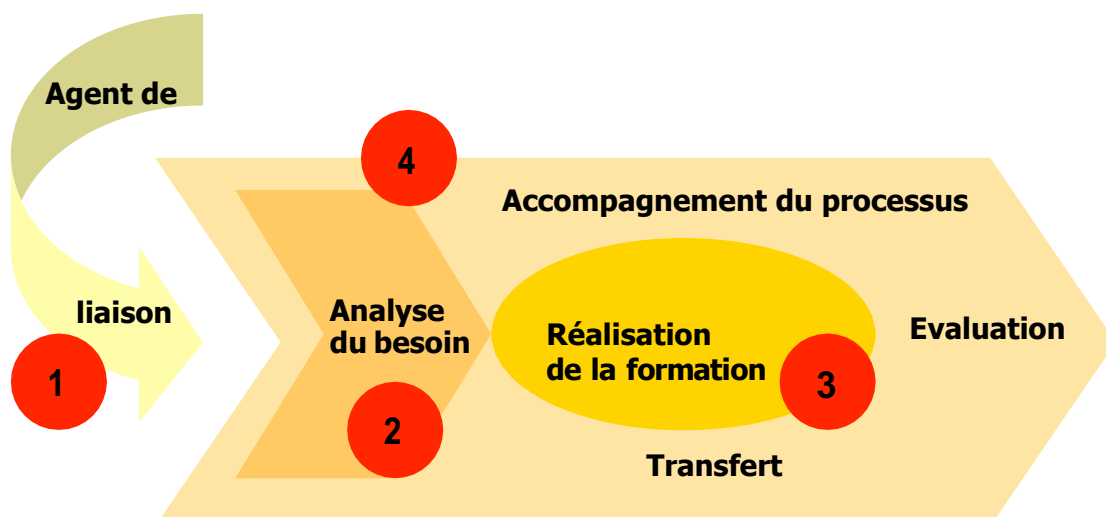 Agent de
4
Accompagnement du processus
liaison
Analyse
du besoin
Réalisation
de la formation
Evaluation
1
3
2
Transfert